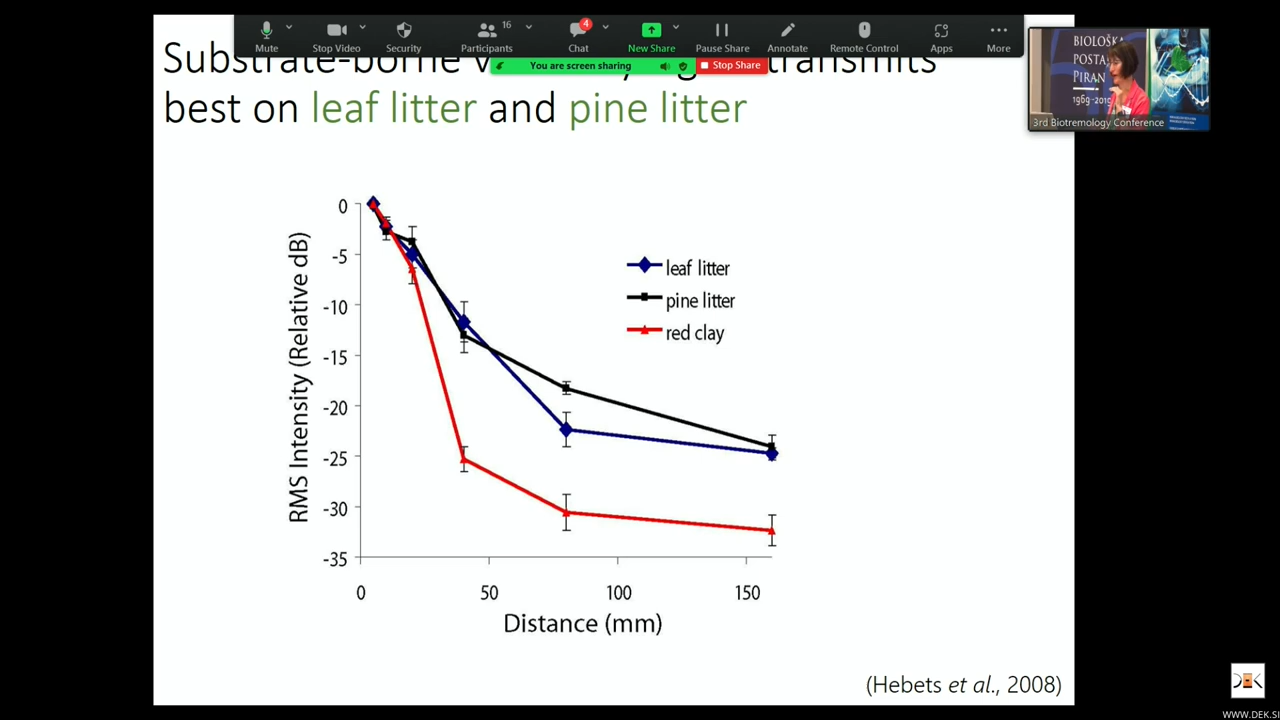 Mute
Stop Video
Security
16
Participants
4
Chat
New Share
Pause Share
Annotate
Remote Control
Apps
More
You are screen sharing
Stop Share
Substrate-borne transmits
best on leaf litter and pine litter
BIOLOŠKA
POSTAJA
PIRAN
3rd Biotremology Conference
0
-5
-10
-15
-20
-25
-30
-35
RMS Intensity (Relative dB)
leaf litter
pine litter
red clay
0
50
100
150
Distance (mm)
(Hebets et al., 2008)
WWW.DEK.SI